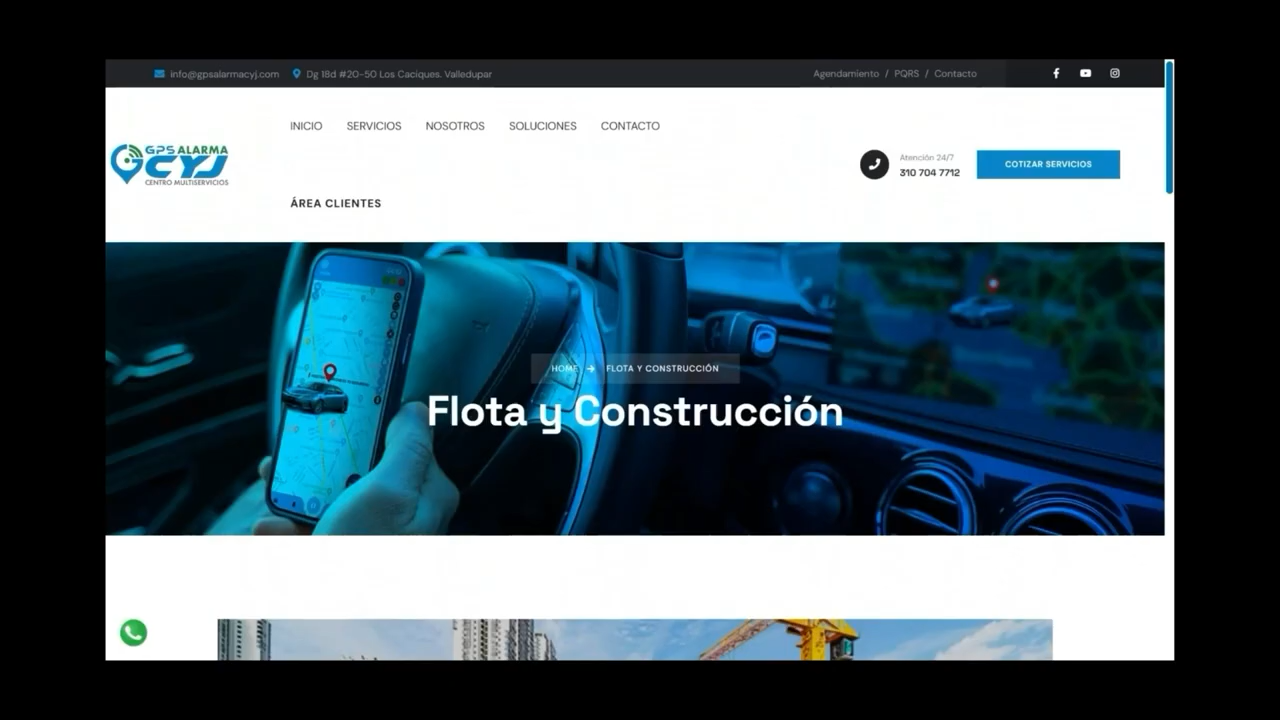 info@gpsalarmacyj.com Dg 18d #20-50 Los Caciques. Valledupar Agendamiento / PQRS / Contacto
INICIO SERVICIOS NOSOTROS SOLUCIONES CONTACTO
GPS ALARMA
CYJ
CENTRO MULTISERVICIOS
Atención 24/7
310 704 7712
COTIZAR SERVICIOS
ÁREA CLIENTES
HOME → FLOTA Y CONSTRUCCIÓN
Flota y Construcción